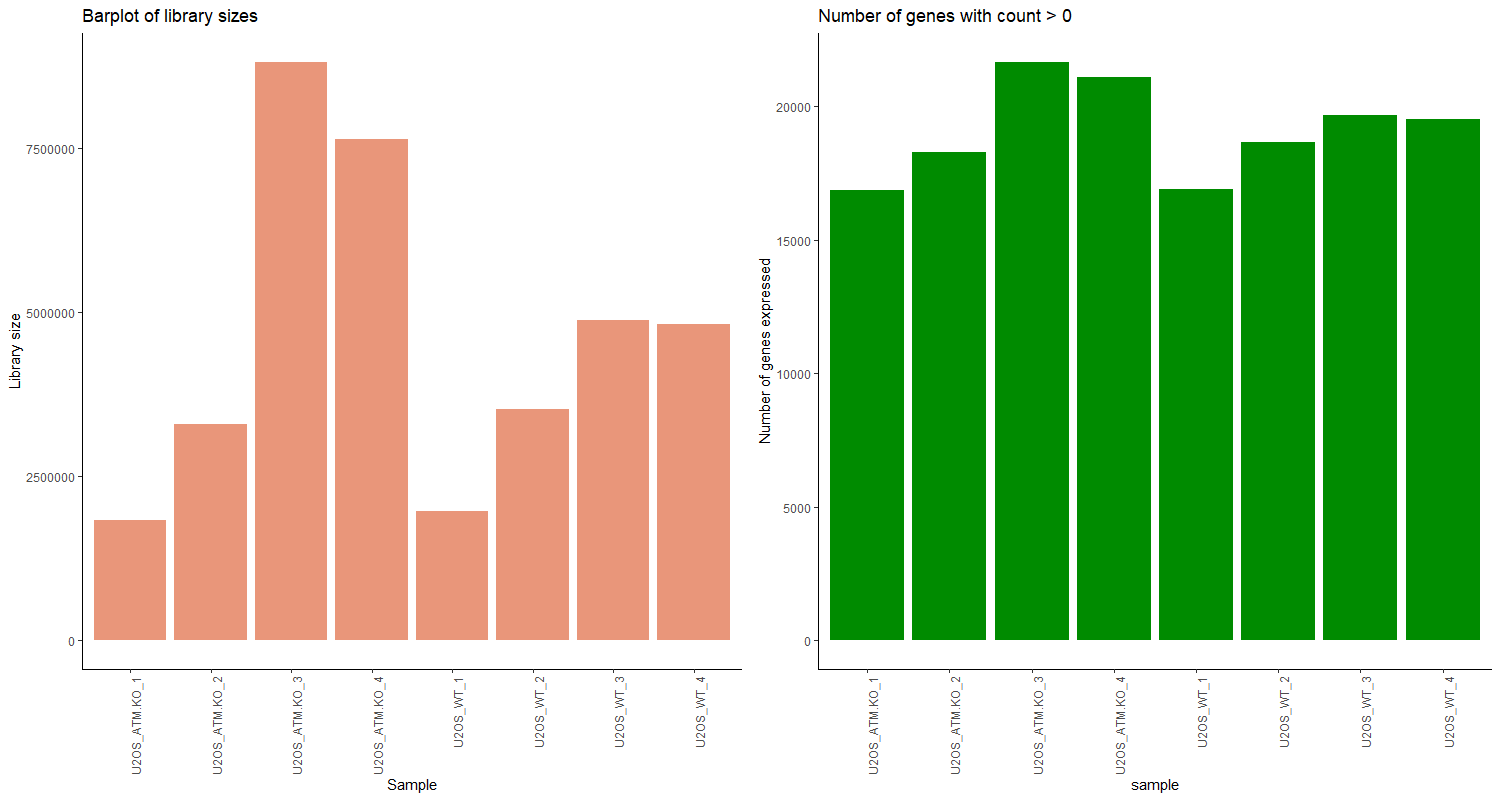 Barplot of library sizes
Library size
7500000
5000000
2500000
0
U2OS_ATM.KO_1
U2OS_ATM.KO_2
U2OS_ATM.KO_3
U2OS_ATM.KO_4
U2OS_WT_1
U2OS_WT_2
U2OS_WT_3
U2OS_WT_4
Sample
Number of genes with count > 0
Number of genes expressed
20000
15000
10000
5000
0
U2OS_ATM.KO_1
U2OS_ATM.KO_2
U2OS_ATM.KO_3
U2OS_ATM.KO_4
U2OS_WT_1
U2OS_WT_2
U2OS_WT_3
U2OS_WT_4
sample